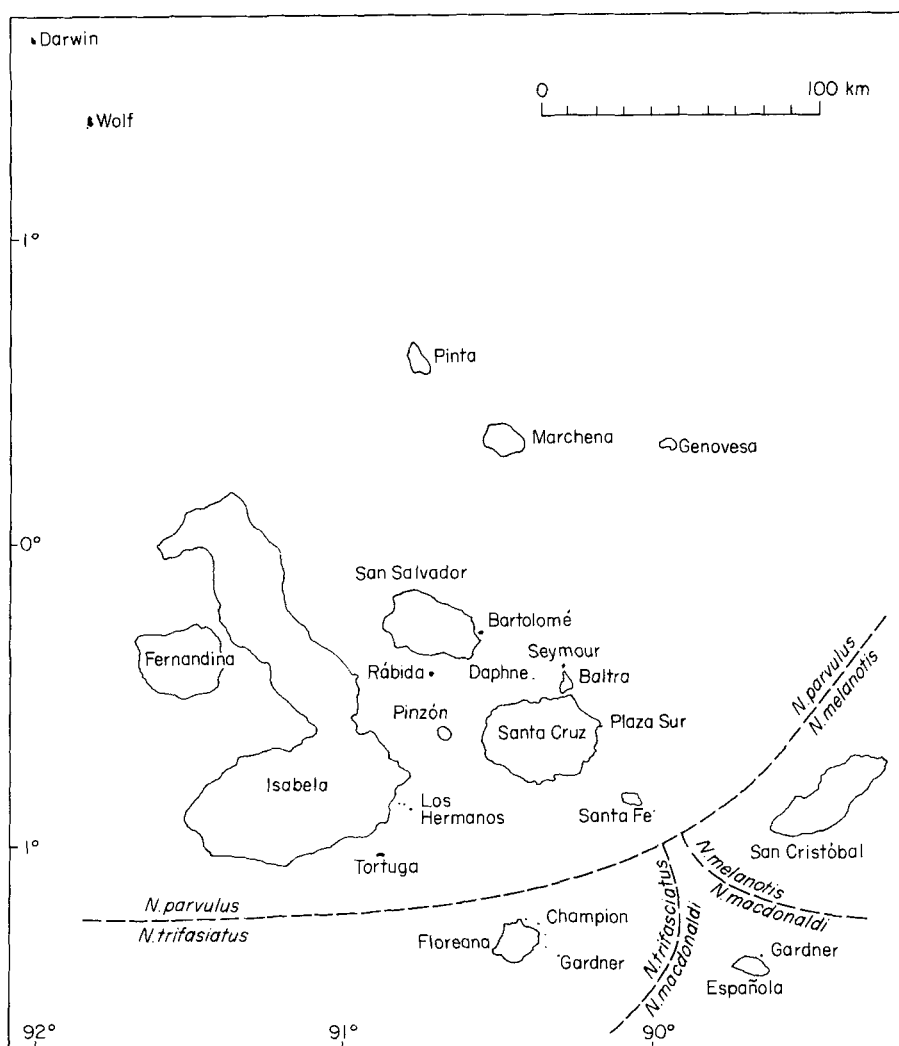 Darwin
0 100 km
Wolf
1°
Pinta
Marchena
Genovesa
0°
San Salvador
Bartolomé
Seymour
Fernandina
Rábida
Daphne
Baltra
N. parvulus
N. melanotis
Pinzón
Santa Cruz
Plaza Sur
Isabela
Los
Hermanos
Santa Fe
1°
Tortuga
San Cristóbal
N. melanotis
N. macdonaldi
N. parvulus
N. trifasiatus
Champion
Floreana
Gardner
N. trifasciatus
N. macdonaldi
Gardner
Española
92° 91° 90°